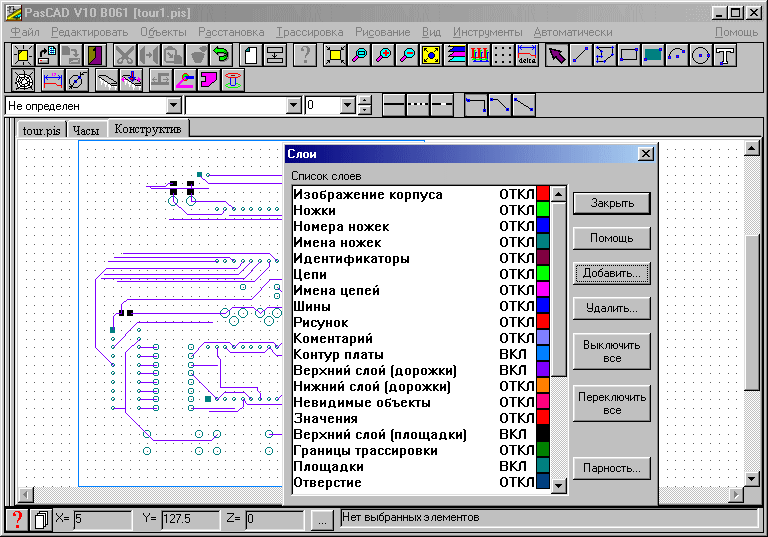 PasCAD V10 B061 [tour1.pis]
Файл Редактировать Объекты Расстановка Трассировка Рисование Вид Инструменты Автоматически Помощь
delta
Не определен 0
tour.pis Часы Конструктив
Слои
Список слоев
Изображение корпуса ОТКЛ
Ножки ОТКЛ
Номера ножек ОТКЛ
Имена ножек ОТКЛ
Идентификаторы ОТКЛ
Цепи ОТКЛ
Имена цепей ОТКЛ
Шины ОТКЛ
Рисунок ОТКЛ
Коментарий ОТКЛ
Контур платы ВКЛ
Верхний слой (дорожки) ВКЛ
Нижний слой (дорожки) ОТКЛ
Невидимые объекты ОТКЛ
Значения ОТКЛ
Верхний слой (площадки) ВКЛ
Границы трассировки ОТКЛ
Площадки ВКЛ
Отверстие ОТКЛ
Закрыть
Помощь
Добавить...
Удалить...
Выключить
все
Переключить
все
Парность...
X= 5 Y= 127.5 Z= 0 ... Нет выбранных элементов